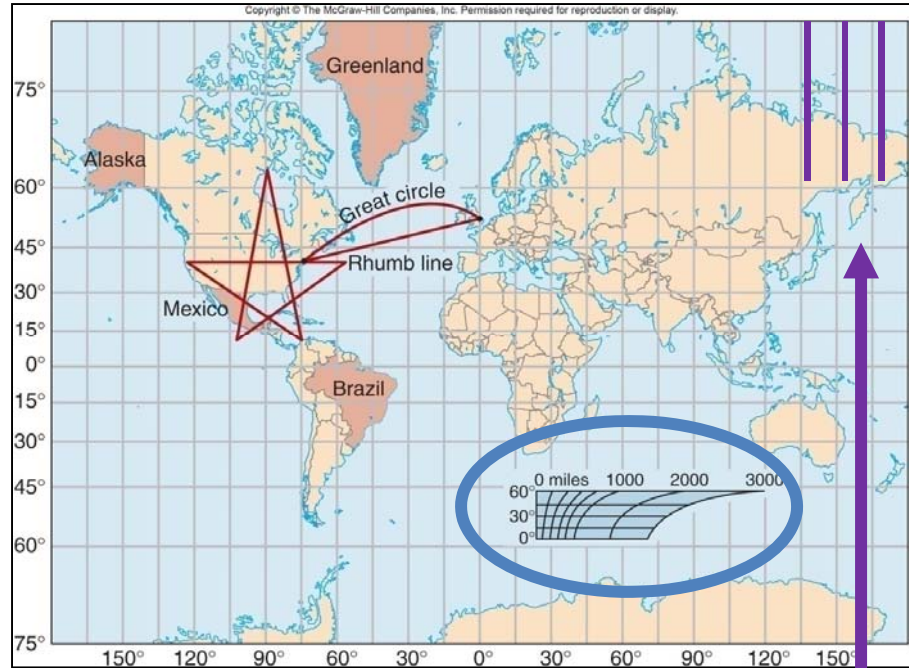 Copyright © The McGraw-Hill Companies, Inc. Permission required for reproduction or display.
Greenland
75°
Alaska
60°
Great circle
45°
Rhumb line
30°
Mexico
15°
0°
Brazil
15°
30°
0 miles 1000 2000 3000
60°
45°
30°
0°
60°
75°
150° 120° 90° 60° 30° 0° 30° 60° 90° 120° 150°